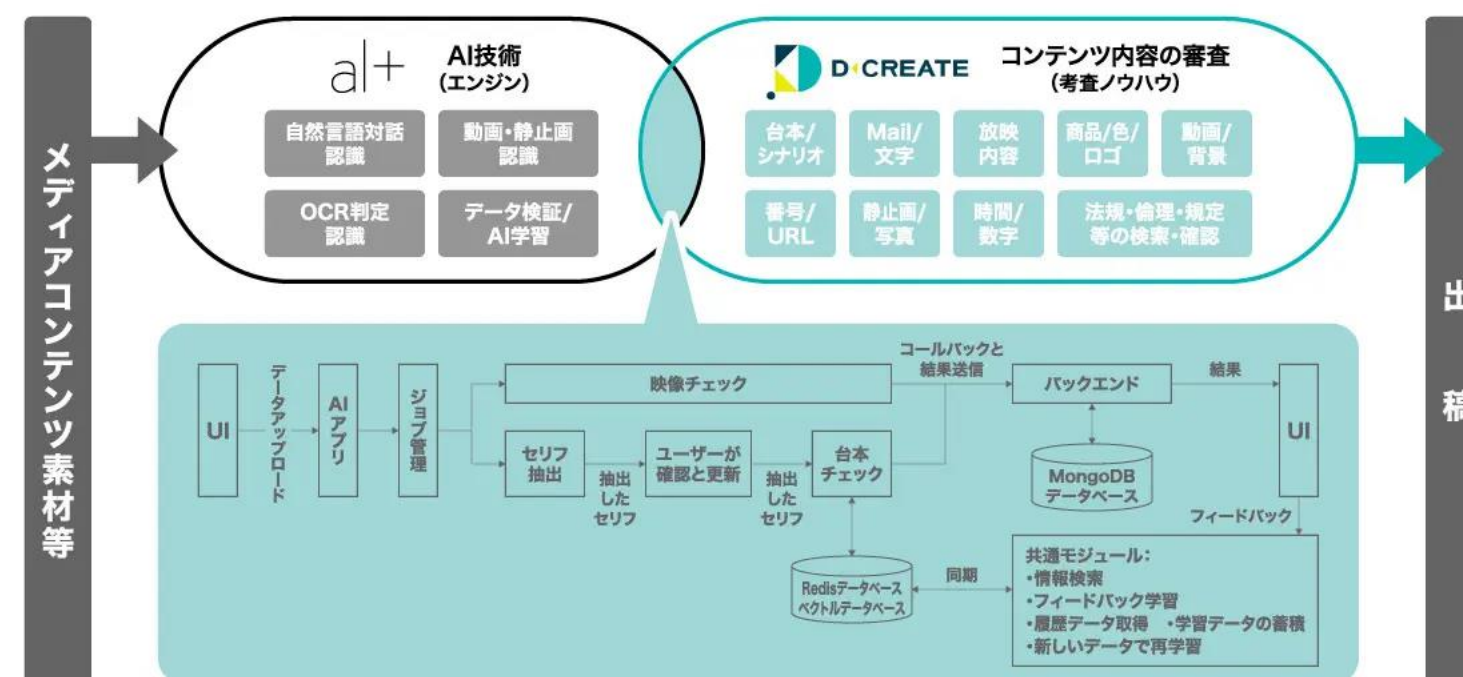 メディアコンテンツ素材等
al+
AI技術
(エンジン)
自然言語対話
認識
動画・静止画
認識
OCR判定
認識
データ検証/
AI学習
D CREATE
コンテンツ内容の審査
(考査ノウハウ)
台本/
シナリオ
Mail/
文字
放映
内容
商品/色/
ロゴ
動画/
背景
番号/
URL
静止画/
写真
時間/
数字
法規・倫理・規定
等の検索・確認
出稿
UI
データアップロード
AIアプリ
ジョブ管理
映像チェック
コールバックと
結果送信
バックエンド
結果
UI
セリフ
抽出
抽出
した
セリフ
ユーザーが
確認と更新
抽出
した
セリフ
台本
チェック
MongoDB
データベース
フィードバック
Redisデータベース
ベクトルデータベース
同期
共通モジュール：
・情報検索
・フィードバック学習
・履歴データ取得　・学習データの蓄積
・新しいデータで再学習